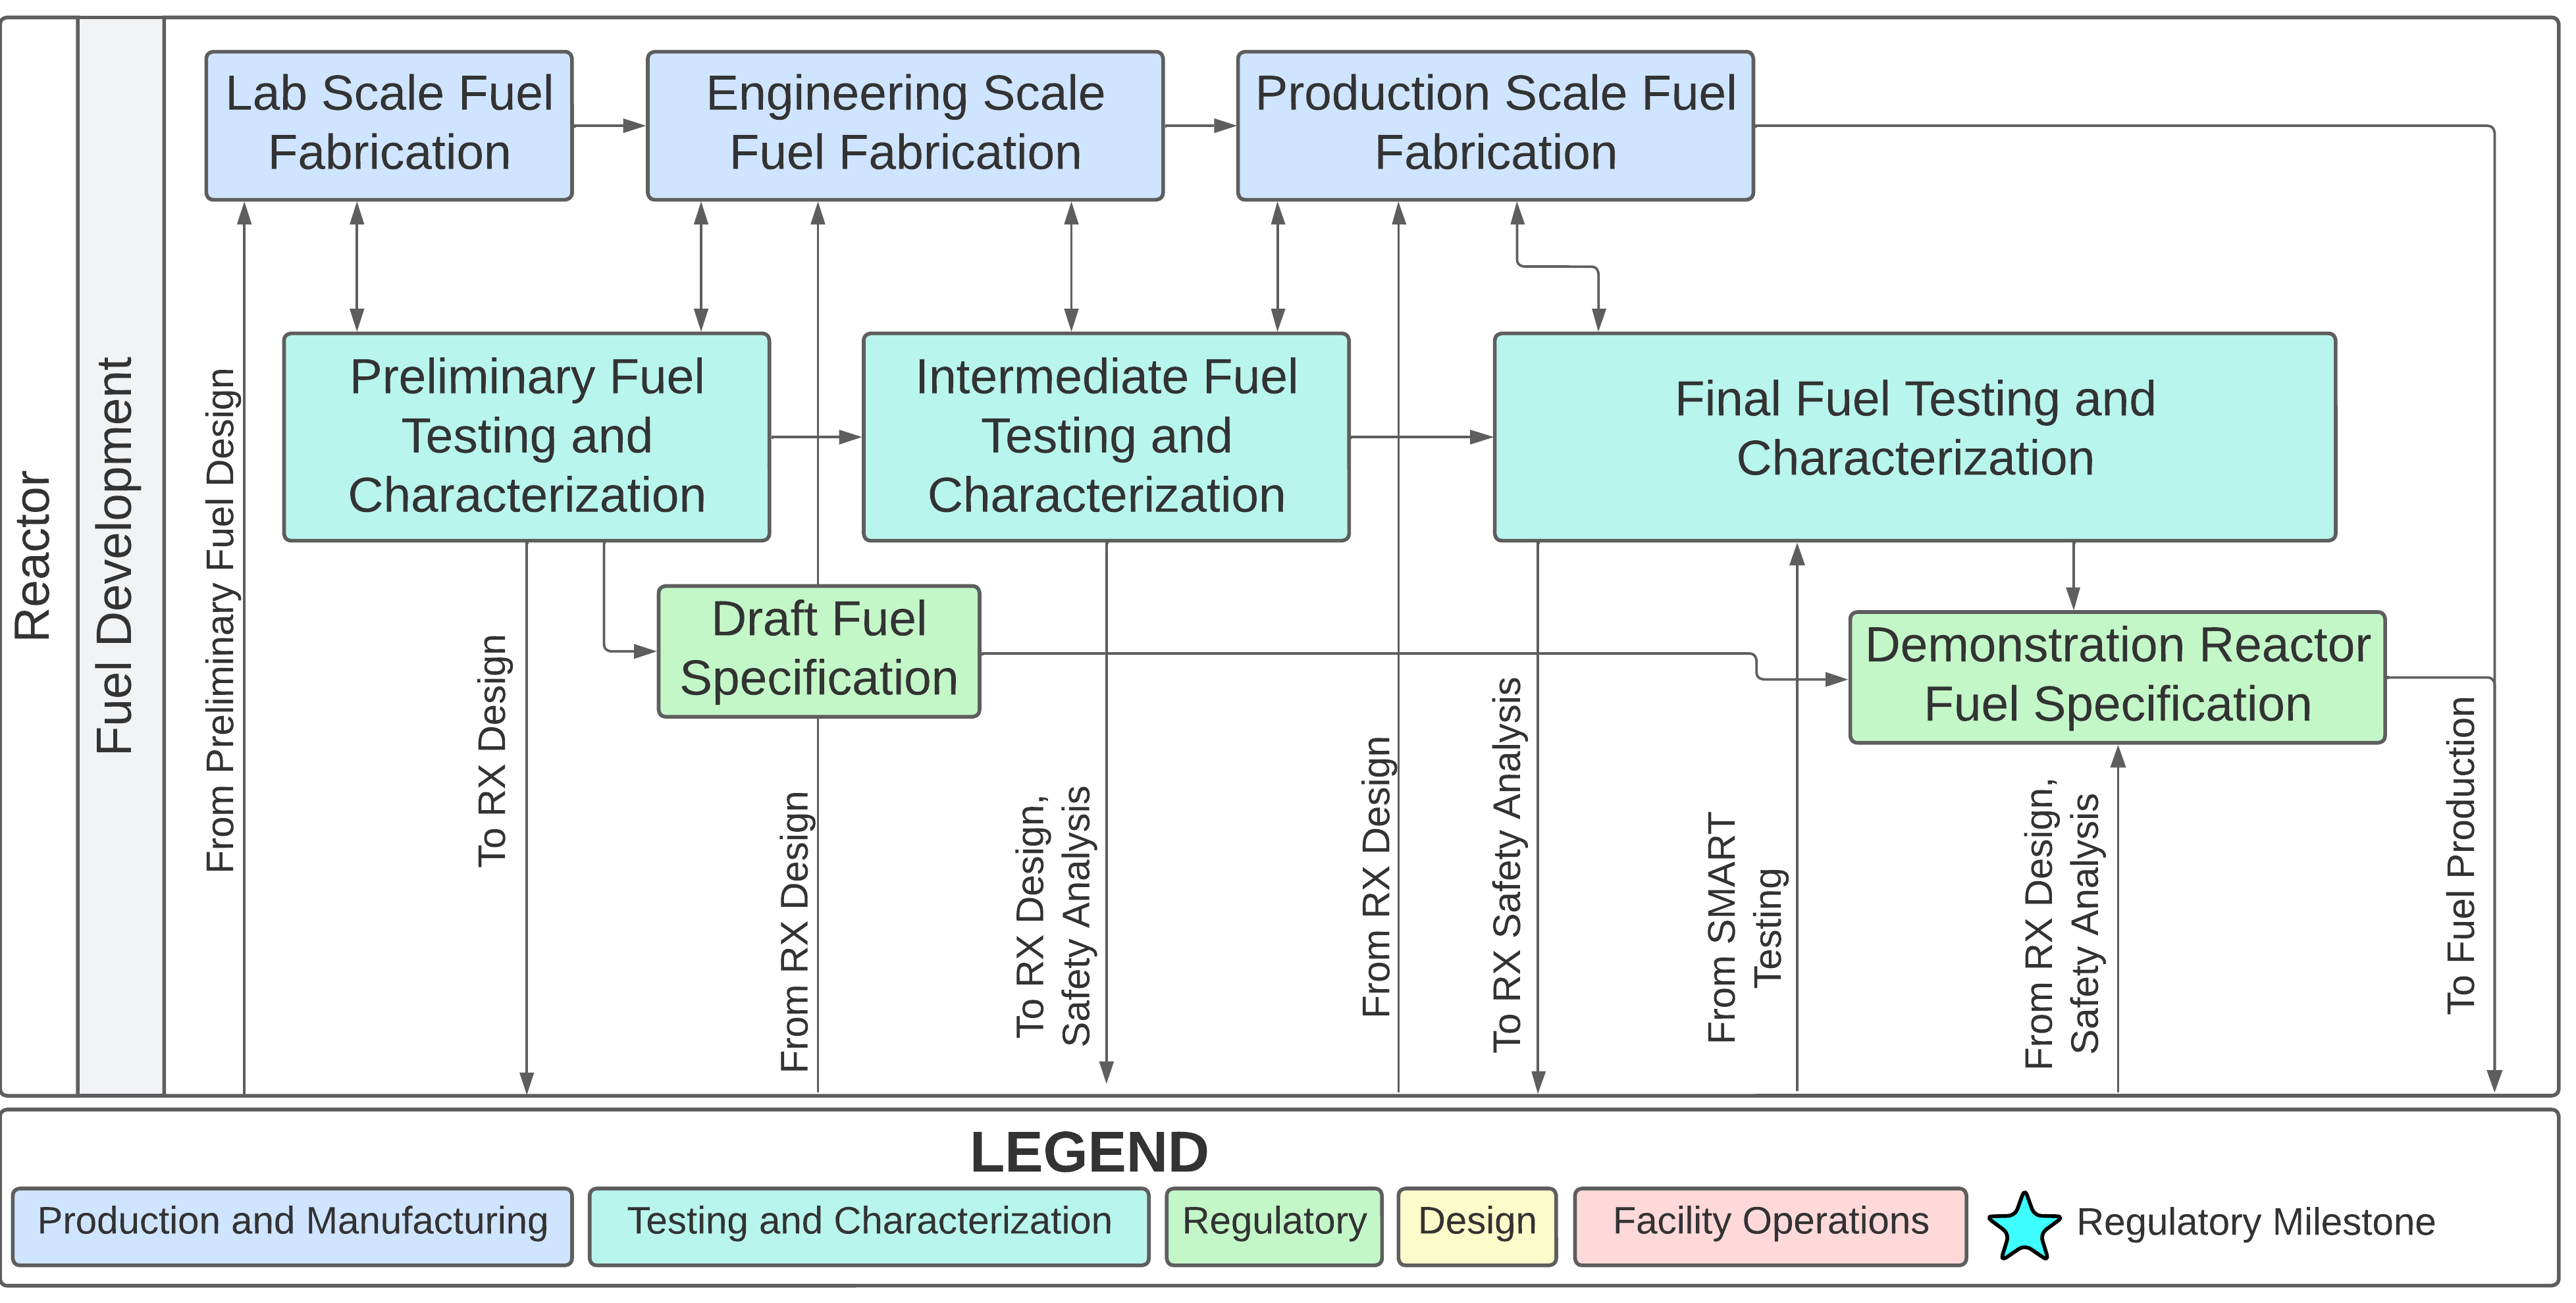 Reactor
Fuel Development
Lab Scale Fuel
Fabrication
Engineering Scale
Fuel Fabrication
Production Scale Fuel
Fabrication
Preliminary Fuel
Testing and
Characterization
Intermediate Fuel
Testing and
Characterization
Final Fuel Testing and
Characterization
Draft Fuel
Specification
Demonstration Reactor
Fuel Specification
From Preliminary Fuel Design
To RX Design
From RX Design
To RX Design,
Safety Analysis
From RX Design
To RX Safety Analysis
From SMART
Testing
From RX Design,
Safety Analysis
To Fuel Production
LEGEND
Production and Manufacturing
Testing and Characterization
Regulatory
Design
Facility Operations
Regulatory Milestone